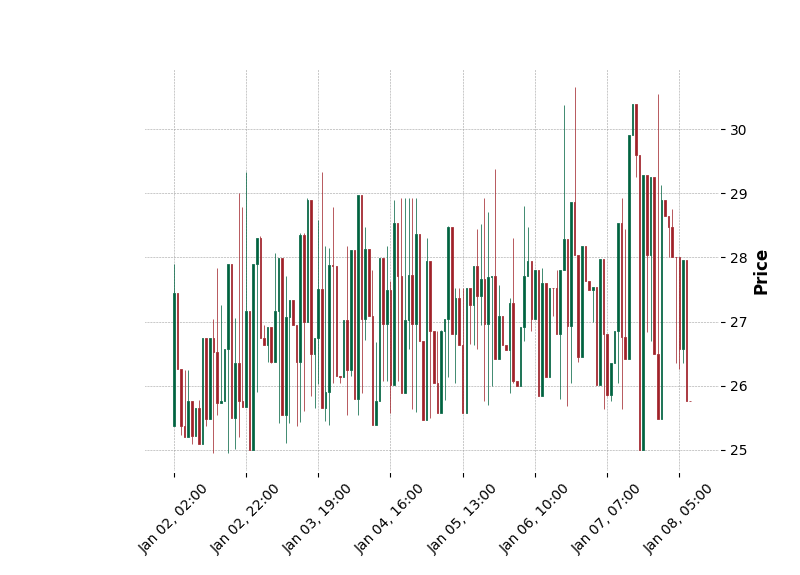 30
29
28
27
26
25
Price
Jan 02, 02:00
Jan 02, 22:00
Jan 03, 19:00
Jan 04, 16:00
Jan 05, 13:00
Jan 06, 10:00
Jan 07, 07:00
Jan 08, 05:00